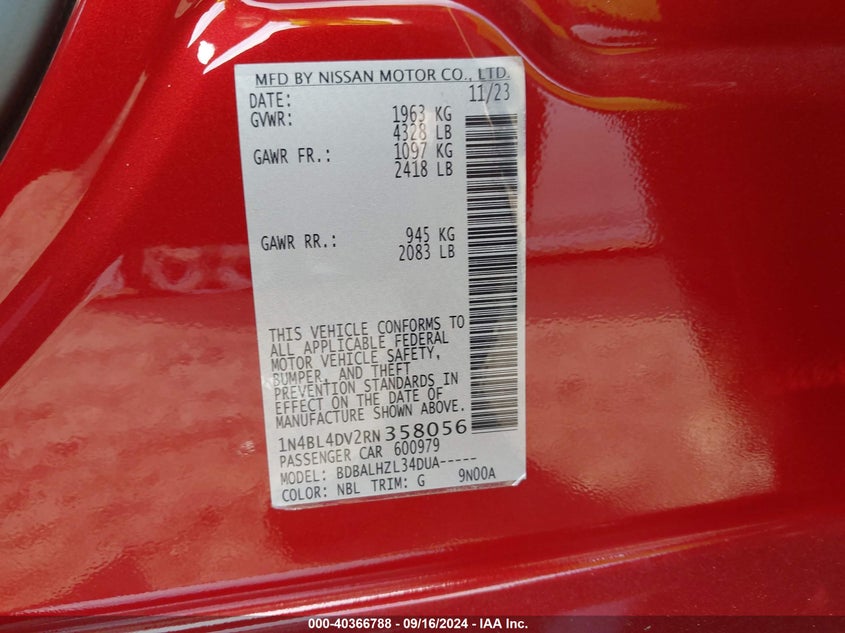 MFD BY NISSAN MOTOR CO., LTD.
DATE: 11/23
GVWR: 1963 KG
4328 LB
GAWR FR.: 1097 KG
2418 LB
GAWR RR.: 945 KG
2083 LB
THIS VEHICLE CONFORMS TO
ALL APPLICABLE FEDERAL
MOTOR VEHICLE SAFETY,
BUMPER, AND THEFT
PREVENTION STANDARDS IN
EFFECT ON THE DATE OF
MANUFACTURE SHOWN ABOVE.
1N4BL4DV2RN358056
PASSENGER CAR 600979
MODEL: BDBALHZL34DUA-----
COLOR: NBL TRIM: G 9N00A
000-40366788 - 09/16/2024 - IAA Inc.